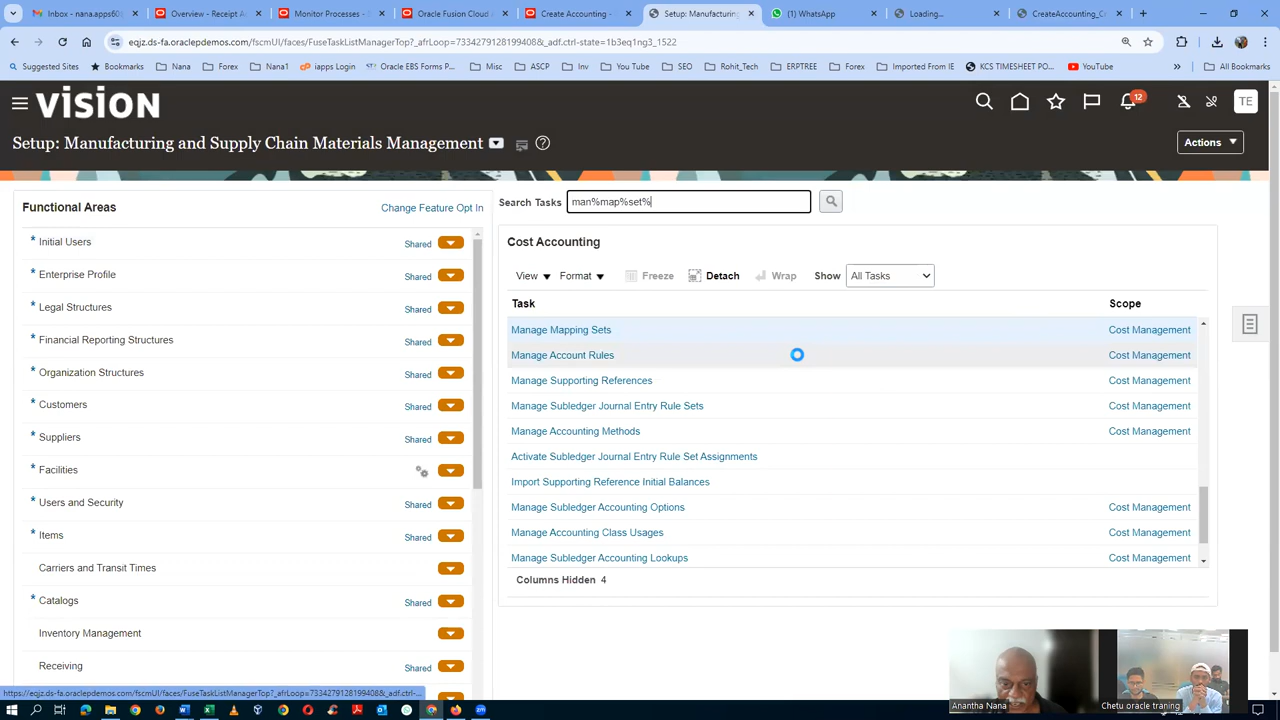 Inbox - nana.apps60
Overview - Receipt A
Monitor Processes - 
Oracle Fusion Cloud 
Create Accounting - 
Setup: Manufacturing
(1) WhatsApp
Loading...
CreateAccounting_C
eqjz.ds-fa.oraclepdemos.com/fscmUI/faces/FuseTaskListManagerTop?_afrLoop=73342791281994​08&_adf.ctrl-state=1b3eq1ng3_1522
Suggested Sites
Bookmarks
Nana
Forex
Nana1
iapps Login
Oracle EBS Forms P...
Misc
ASCP
Inv
You Tube
SEO
Rohit_Tech
ERPTREE
Forex
Imported From IE
KCS TIMESHEET PO...
YouTube
»
All Bookmarks
VISION
12
TE
Setup: Manufacturing and Supply Chain Materials Management
Actions
Functional Areas
Change Feature Opt In
Search Tasks
man%map%set%
* Initial Users
Shared
* Enterprise Profile
Shared
* Legal Structures
Shared
* Financial Reporting Structures
Shared
* Organization Structures
Shared
* Customers
Shared
* Suppliers
Shared
* Facilities
* Users and Security
Shared
* Items
Shared
Carriers and Transit Times
* Catalogs
Shared
Inventory Management
Receiving
Shared
Cost Accounting
View
Format
Freeze
Detach
Wrap
Show
All Tasks
Task
Scope
Manage Mapping Sets
Cost Management
Manage Account Rules
Cost Management
Manage Supporting References
Cost Management
Manage Subledger Journal Entry Rule Sets
Cost Management
Manage Accounting Methods
Cost Management
Activate Subledger Journal Entry Rule Set Assignments
Import Supporting Reference Initial Balances
Manage Subledger Accounting Options
Cost Management
Manage Accounting Class Usages
Cost Management
Manage Subledger Accounting Lookups
Cost Management
Columns Hidden 4
https://eqjz.ds-fa.oraclepdemos.com/fscmUI/faces/FuseTaskListManagerTop?_afrLoop=7334279128199408&_adf.ctrl-...
Anantha Nana
Chetu oracle traning